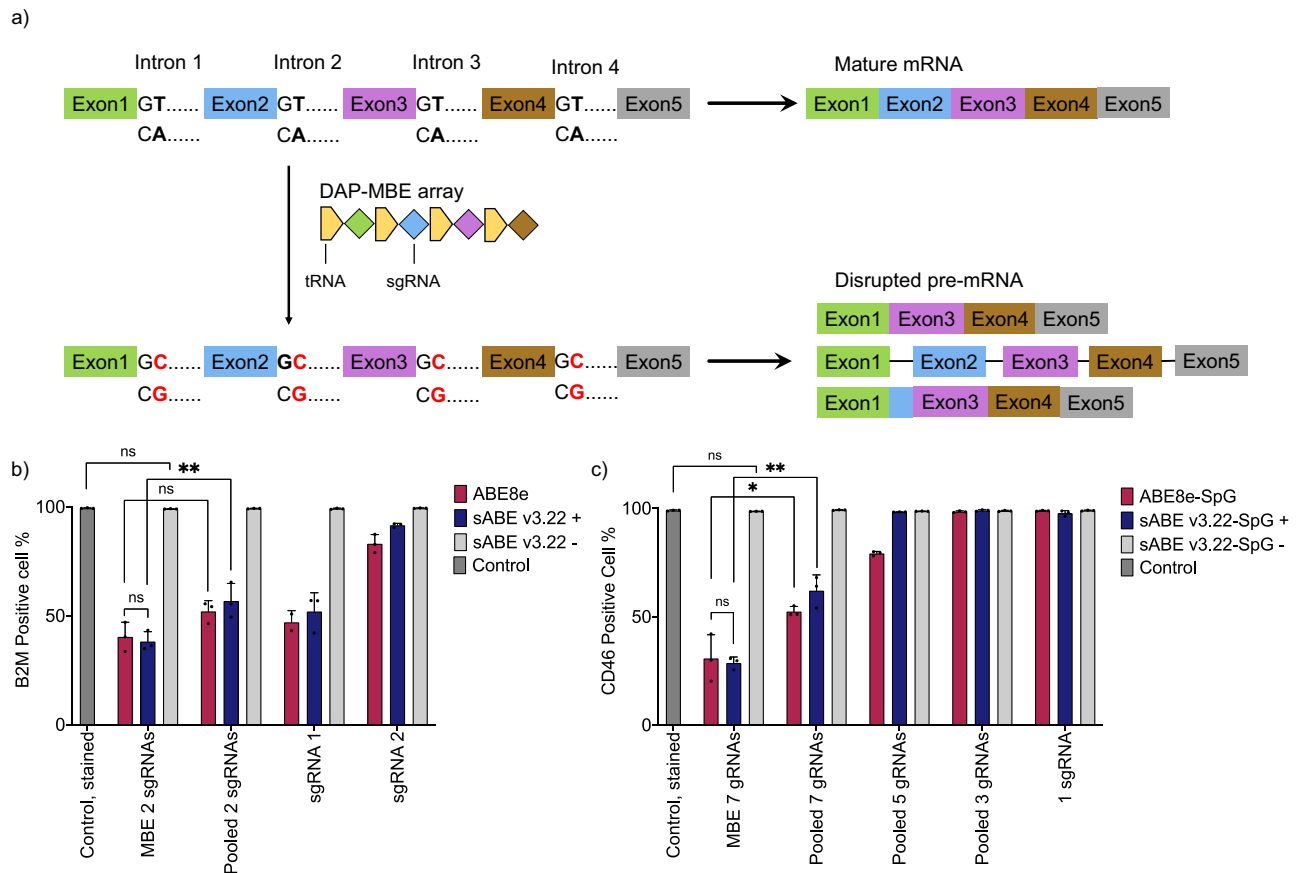 a)
Intron 1 Intron 2 Intron 3 Intron 4
Mature mRNA
Exon1 GT...... Exon2 GT...... Exon3 GT...... Exon4 GT...... Exon5
CA...... CA...... CA...... CA......
Exon1 Exon2 Exon3 Exon4 Exon5
DAP-MBE array
tRNA sgRNA
Disrupted pre-mRNA
Exon1 Exon3 Exon4 Exon5
Exon1 GC...... Exon2 GC...... Exon3 GC...... Exon4 GC...... Exon5
CG...... CG...... CG...... CG......
Exon1 Exon2 Exon3 Exon4 Exon5
Exon1 Exon3 Exon4 Exon5
b)
ns
**
ns
ns
ABE8e
sABE v3.22 +
sABE v3.22 -
Control
B2M Positive cell %
100
50
0
Control, stained
MBE 2 sgRNAs
Pooled 2 sgRNAs
sgRNA 1
sgRNA 2
c)
ns
**
*
ns
ABE8e-SpG
sABE v3.22-SpG +
sABE v3.22-SpG -
Control
CD46 Positive Cell %
100
50
0
Control, stained
MBE 7 gRNAs
Pooled 7 gRNAs
Pooled 5 gRNAs
Pooled 3 gRNAs
1 sgRNA